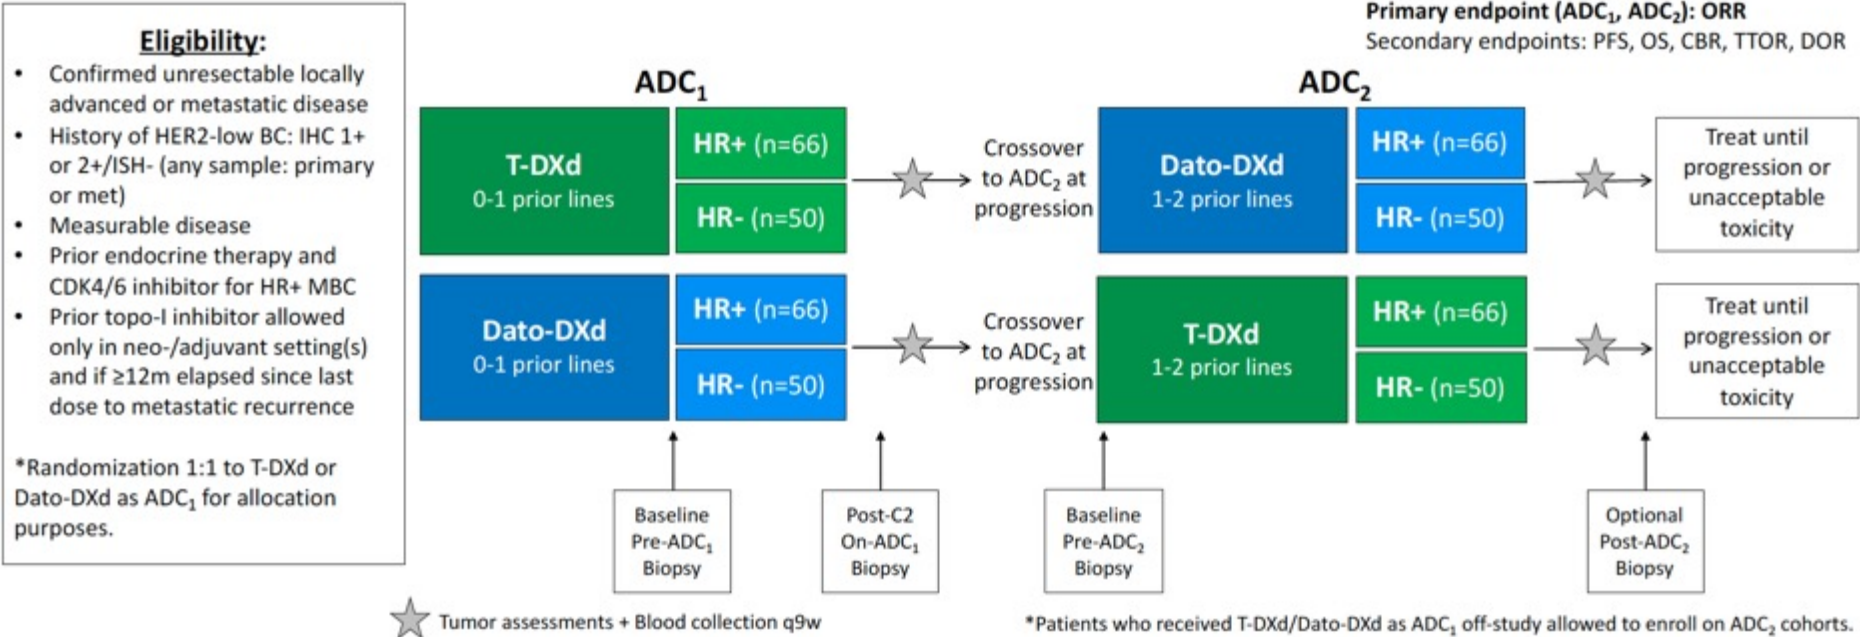 Eligibility:
• Confirmed unresectable locally
advanced or metastatic disease
• History of HER2-low BC: IHC 1+
or 2+/ISH- (any sample: primary
or met)
• Measurable disease
• Prior endocrine therapy and
CDK4/6 inhibitor for HR+ MBC
• Prior topo-I inhibitor allowed
only in neo-/adjuvant setting(s)
and if ≥12m elapsed since last
dose to metastatic recurrence
*Randomization 1:1 to T-DXd or
Dato-DXd as ADC₁ for allocation
purposes.
Primary endpoint (ADC₁, ADC₂): ORR
Secondary endpoints: PFS, OS, CBR, TTOR, DOR
ADC₁
T-DXd
0-1 prior lines
HR+ (n=66)
HR- (n=50)
Crossover
to ADC₂ at
progression
ADC₂
Dato-DXd
1-2 prior lines
HR+ (n=66)
HR- (n=50)
Treat until
progression or
unacceptable
toxicity
Dato-DXd
0-1 prior lines
HR+ (n=66)
HR- (n=50)
Crossover
to ADC₂ at
progression
T-DXd
1-2 prior lines
HR+ (n=66)
HR- (n=50)
Treat until
progression or
unacceptable
toxicity
Baseline
Pre-ADC₁
Biopsy
Post-C2
On-ADC₁
Biopsy
Baseline
Pre-ADC₂
Biopsy
Optional
Post-ADC₂
Biopsy
Tumor assessments + Blood collection q9w
*Patients who received T-DXd/Dato-DXd as ADC₁ off-study allowed to enroll on ADC₂ cohorts.